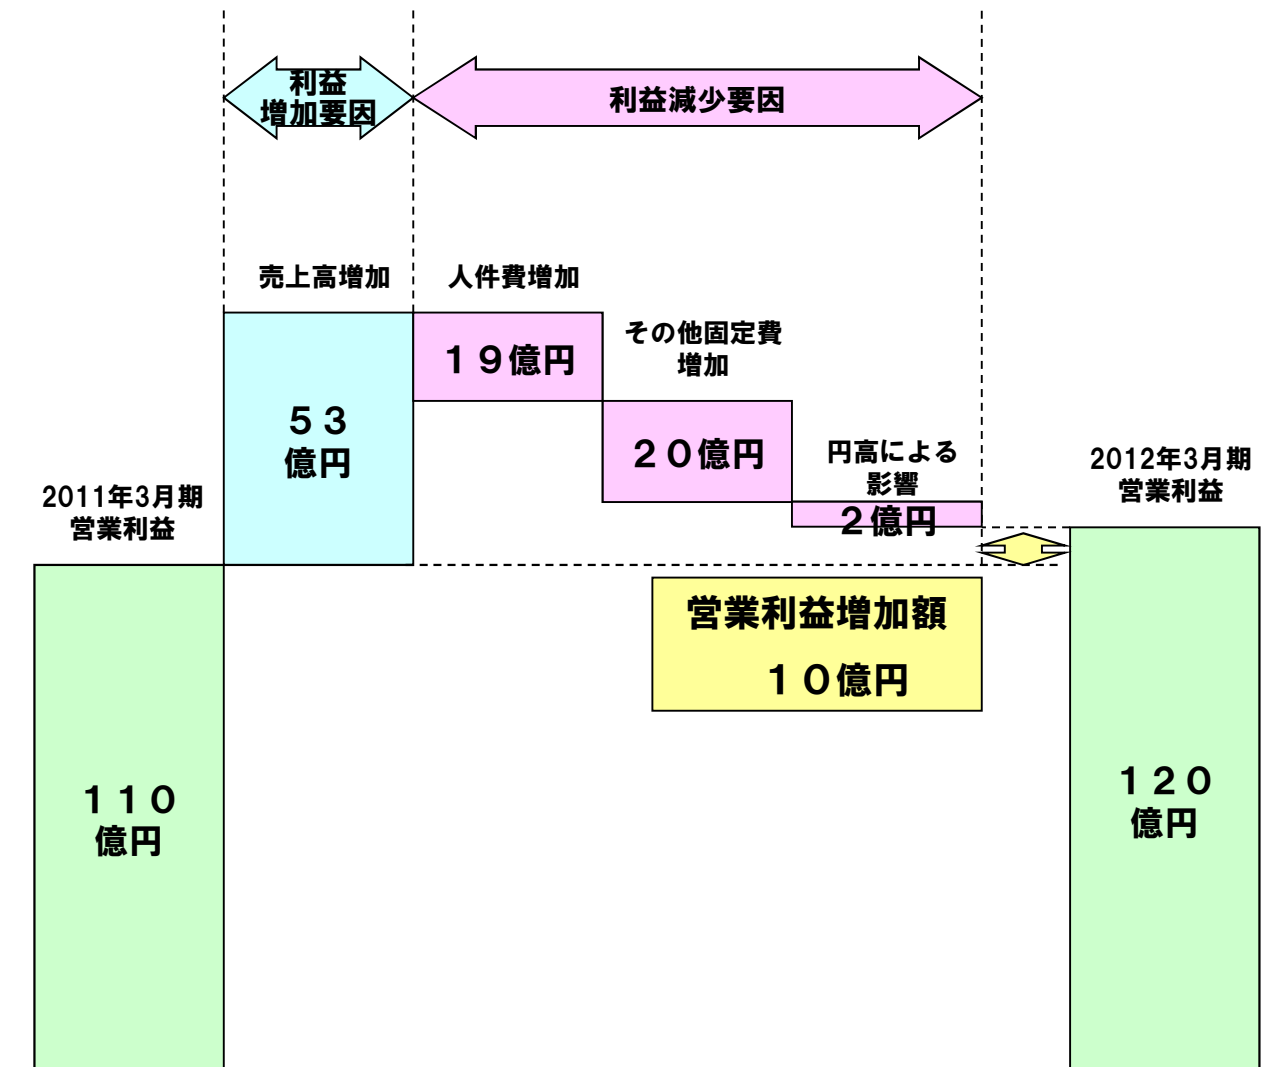 利益
増加要因
利益減少要因
売上高増加
人件費増加
その他固定費
増加
円高による
影響
2011年3月期
営業利益
2012年3月期
営業利益
５３
億円
１９億円
２０億円
２億円
営業利益増加額
１０億円
１１０
億円
１２０
億円